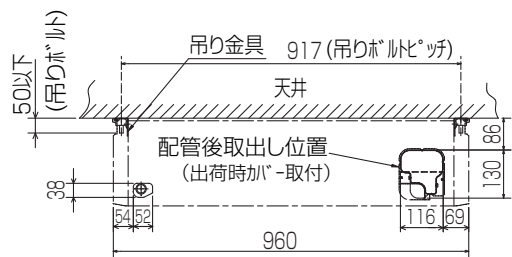 50以下
(吊りﾎﾞﾙﾄ)
吊り金具
917(吊りﾎﾞﾙﾄﾋﾟｯﾁ)
天井
配管後取出し位置
(出荷時ｶﾊﾞｰ取付)
86
130
38
54
52
116
69
960